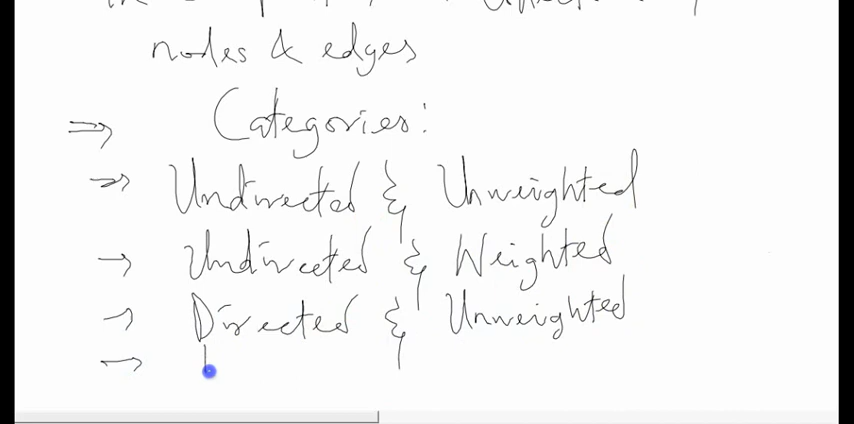 nodes & edges
⇒ Categories:
→ Undirected & Unweighted
→ Undirected & Weighted
→ Directed & Unweighted
→